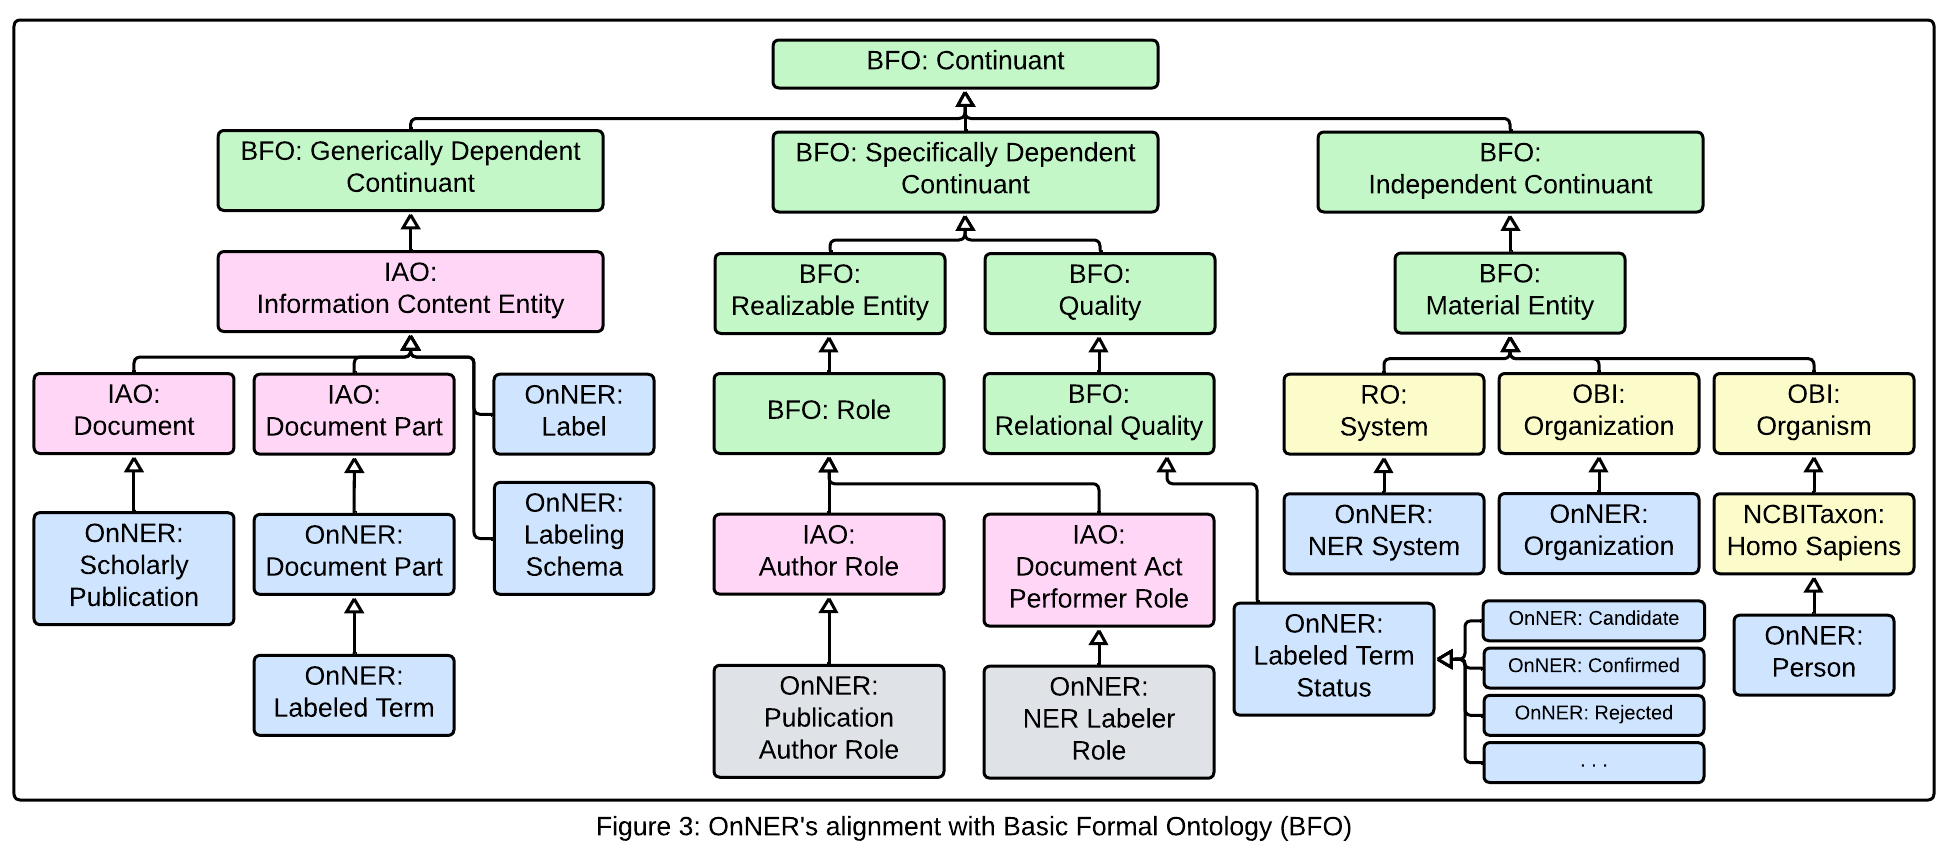 BFO: Continuant
BFO: Generically Dependent
Continuant
BFO: Specifically Dependent
Continuant
BFO:
Independent Continuant
IAO:
Information Content Entity
BFO:
Realizable Entity
BFO:
Quality
BFO:
Material Entity
IAO:
Document
IAO:
Document Part
OnNER:
Label
BFO: Role
BFO:
Relational Quality
RO:
System
OBI:
Organization
OBI:
Organism
OnNER:
Scholarly
Publication
OnNER:
Document Part
OnNER:
Labeling
Schema
IAO:
Author Role
IAO:
Document Act
Performer Role
OnNER:
NER System
OnNER:
Organization
NCBITaxon:
Homo Sapiens
OnNER:
Labeled Term
OnNER:
Publication
Author Role
OnNER:
NER Labeler
Role
OnNER:
Labeled Term
Status
OnNER: Candidate
OnNER: Confirmed
OnNER: Rejected
. . .
OnNER:
Person
Figure 3: OnNER's alignment with Basic Formal Ontology (BFO)